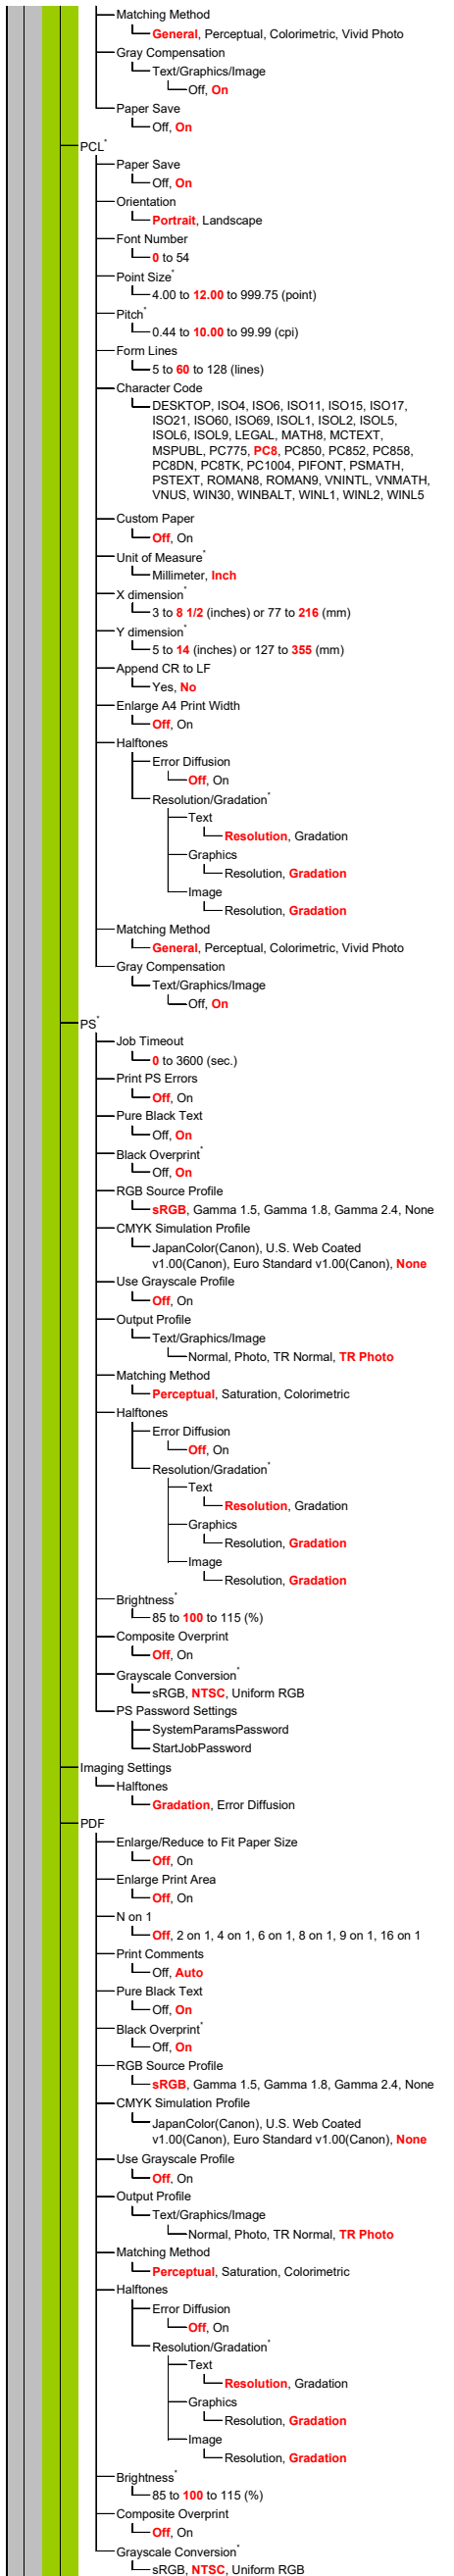 Matching Method
General, Perceptual, Colorimetric, Vivid Photo
Gray Compensation
Text/Graphics/Image
Off, On
Paper Save
Off, On
PCL*
Paper Save
Off, On
Orientation
Portrait, Landscape
Font Number
0 to 54
Point Size*
4.00 to 12.00 to 999.75 (point)
Pitch*
0.44 to 10.00 to 99.99 (cpi)
Form Lines
5 to 60 to 128 (lines)
Character Code
DESKTOP, ISO4, ISO6, ISO11, ISO15, ISO17,
ISO21, ISO60, ISO69, ISOL1, ISOL2, ISOL5,
ISOL6, ISOL9, LEGAL, MATH8, MCTEXT,
MSPUBL, PC775, PC8, PC850, PC852, PC858,
PC8DN, PC8TK, PC1004, PIFONT, PSMATH,
PSTEXT, ROMAN8, ROMAN9, VNINTL, VNMATH,
VNUS, WIN30, WINBALT, WINL1, WINL2, WINL5
Custom Paper
Off, On
Unit of Measure*
Millimeter, Inch
X dimension*
3 to 8 1/2 (inches) or 77 to 216 (mm)
Y dimension*
5 to 14 (inches) or 127 to 355 (mm)
Append CR to LF
Yes, No
Enlarge A4 Print Width
Off, On
Halftones
Error Diffusion
Off, On
Resolution/Gradation*
Text
Resolution, Gradation
Graphics
Resolution, Gradation
Image
Resolution, Gradation
Matching Method
General, Perceptual, Colorimetric, Vivid Photo
Gray Compensation
Text/Graphics/Image
Off, On
PS*
Job Timeout
0 to 3600 (sec.)
Print PS Errors
Off, On
Pure Black Text
Off, On
Black Overprint*
Off, On
RGB Source Profile
sRGB, Gamma 1.5, Gamma 1.8, Gamma 2.4, None
CMYK Simulation Profile
JapanColor(Canon), U.S. Web Coated
v1.00(Canon), Euro Standard v1.00(Canon), None
Use Grayscale Profile
Off, On
Output Profile
Text/Graphics/Image
Normal, Photo, TR Normal, TR Photo
Matching Method
Perceptual, Saturation, Colorimetric
Halftones
Error Diffusion
Off, On
Resolution/Gradation*
Text
Resolution, Gradation
Graphics
Resolution, Gradation
Image
Resolution, Gradation
Brightness*
85 to 100 to 115 (%)
Composite Overprint
Off, On
Grayscale Conversion*
sRGB, NTSC, Uniform RGB
PS Password Settings
SystemParamsPassword
StartJobPassword
Imaging Settings
Halftones
Gradation, Error Diffusion
PDF
Enlarge/Reduce to Fit Paper Size
Off, On
Enlarge Print Area
Off, On
N on 1
Off, 2 on 1, 4 on 1, 6 on 1, 8 on 1, 9 on 1, 16 on 1
Print Comments
Off, Auto
Pure Black Text
Off, On
Black Overprint*
Off, On
RGB Source Profile
sRGB, Gamma 1.5, Gamma 1.8, Gamma 2.4, None
CMYK Simulation Profile
JapanColor(Canon), U.S. Web Coated
v1.00(Canon), Euro Standard v1.00(Canon), None
Use Grayscale Profile
Off, On
Output Profile
Text/Graphics/Image
Normal, Photo, TR Normal, TR Photo
Matching Method
Perceptual, Saturation, Colorimetric
Halftones
Error Diffusion
Off, On
Resolution/Gradation*
Text
Resolution, Gradation
Graphics
Resolution, Gradation
Image
Resolution, Gradation
Brightness*
85 to 100 to 115 (%)
Composite Overprint
Off, On
Grayscale Conversion*
sRGB, NTSC, Uniform RGB